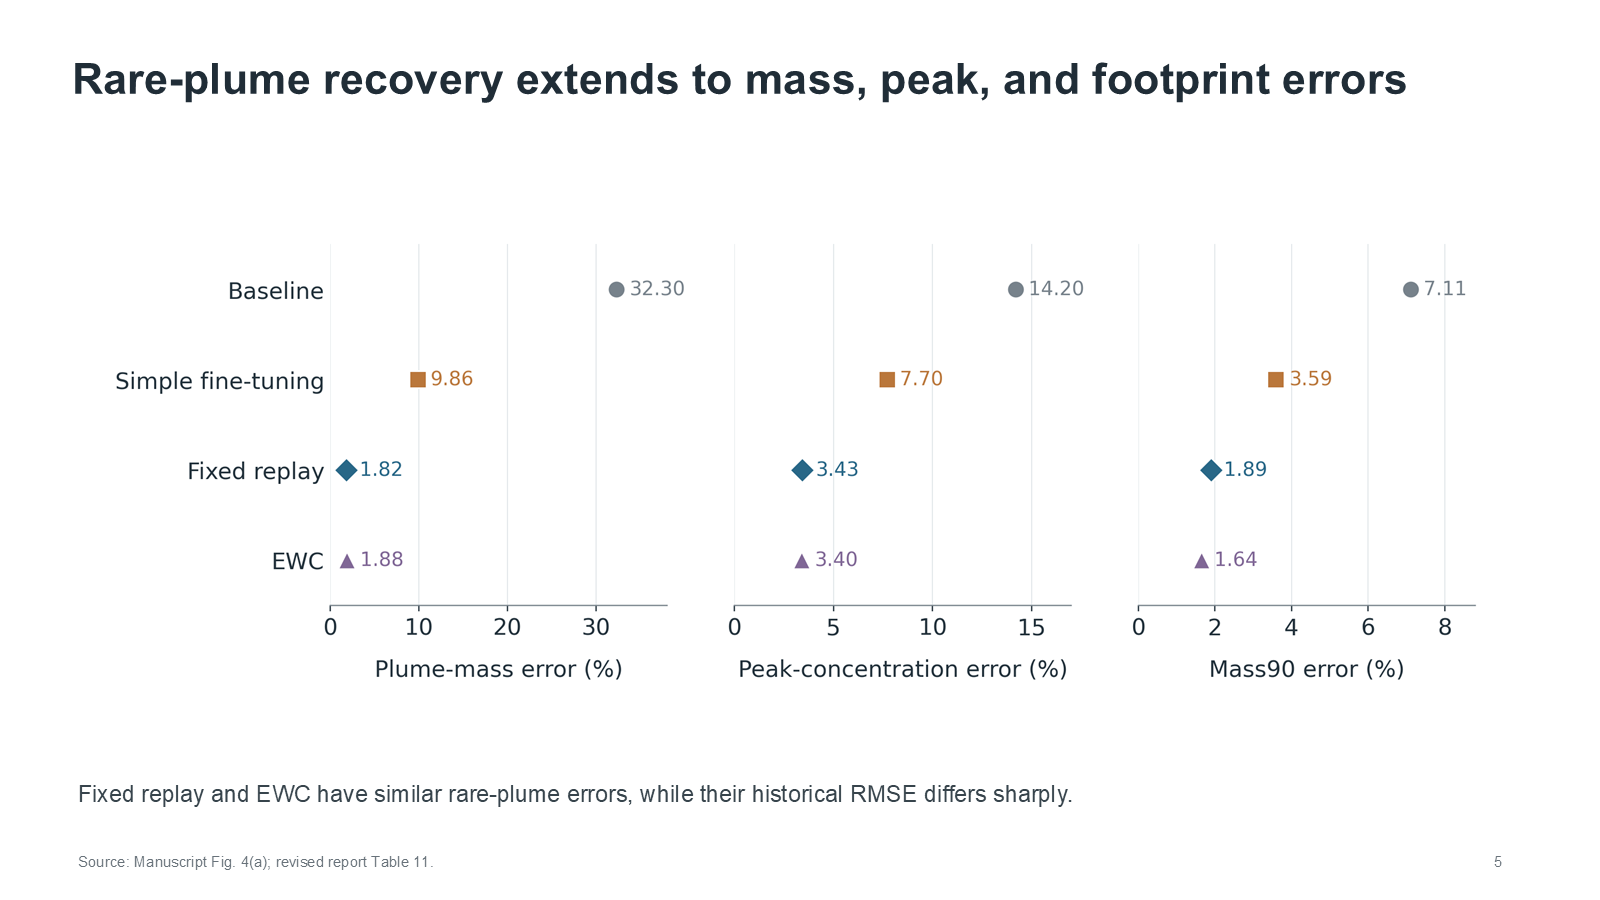 Rare-plume recovery extends to mass, peak, and footprint errors
Baseline 32.30 14.20 7.11
Simple fine-tuning 9.86 7.70 3.59
Fixed replay 1.82 3.43 1.89
EWC 1.88 3.40 1.64
0 10 20 30 0 5 10 15 0 2 4 6 8
Plume-mass error (%) Peak-concentration error (%) Mass90 error (%)
Fixed replay and EWC have similar rare-plume errors, while their historical RMSE differs sharply.
Source: Manuscript Fig. 4(a); revised report Table 11. 5